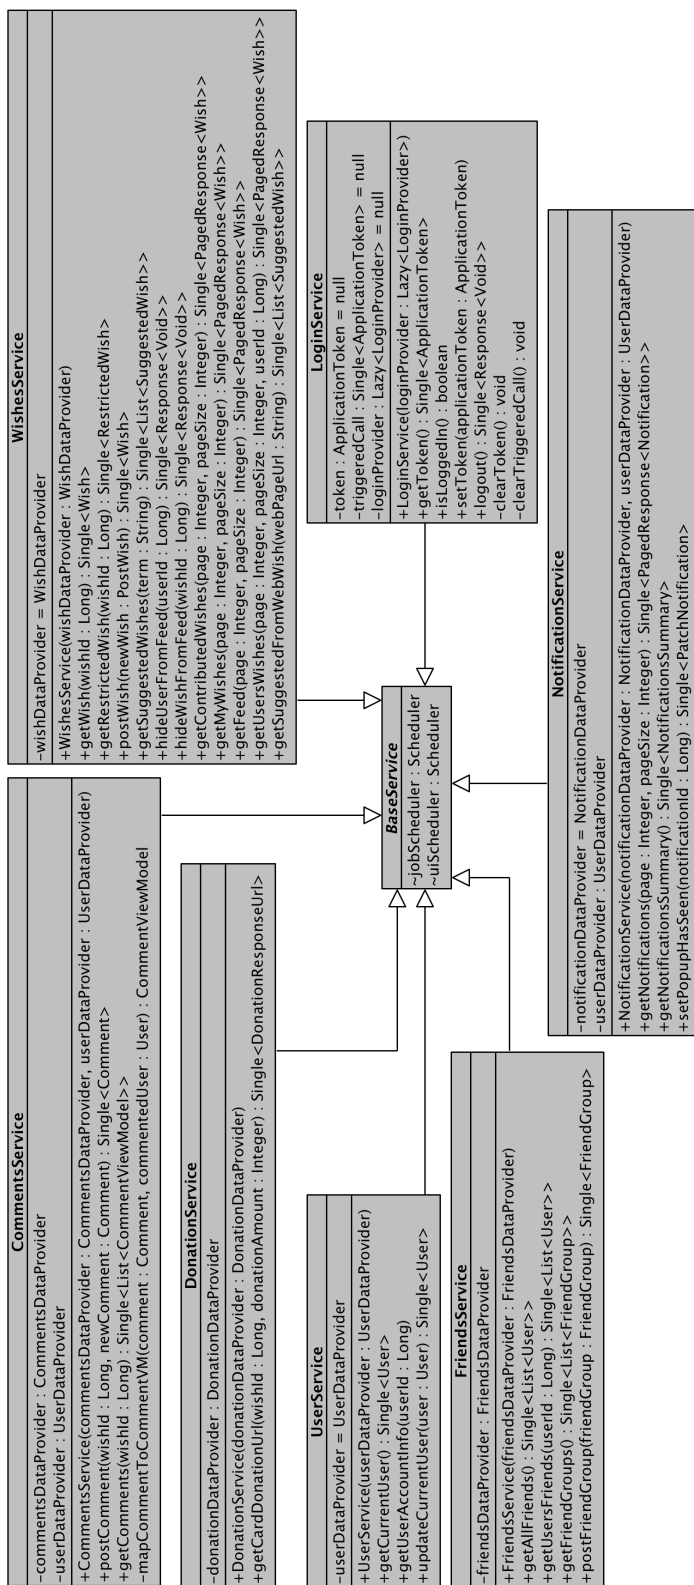 CommentsService
-commentsDataProvider : CommentsDataProvider
-userDataProvider : UserDataProvider
+CommentsService(commentsDataProvider : CommentsDataProvider, userDataProvider : UserDataProvider)
+postComment(wishId : Long, newComment : Comment) : Single<Comment>
+getComments(wishId : Long) : Single<List<CommentViewModel>>
-mapCommentToCommentVM(comment : Comment, commentedUser : User) : CommentViewModel
WishesService
-wishDataProvider = WishDataProvider
+WishesService(wishDataProvider : WishDataProvider)
+getWish(wishId : Long) : Single<Wish>
+getRestrictedWish(wishId : Long) : Single<RestrictedWish>
+postWish(newWish : PostWish) : Single<Wish>
+getSuggestedWishes(term : String) : Single<List<SuggestedWish>>
+hideUserFromFeed(userId : Long) : Single<Response<Void>>
+hideWishFromFeed(wishId : Long) : Single<Response<Void>>
+getContributedWishes(page : Integer, pageSize : Integer) : Single<PagedResponse<Wish>>
+getMyWishes(page : Integer, pageSize : Integer) : Single<PagedResponse<Wish>>
+getFeed(page : Integer, pageSize : Integer) : Single<PagedResponse<Wish>>
+getUsersWishes(page : Integer, pageSize : Integer, userId : Long) : Single<PagedResponse<Wish>>
+getSuggestedFromWebWish(webPageUrl : String) : Single<List<SuggestedWish>>
DonationService
-donationDataProvider : DonationDataProvider
+DonationService(donationDataProvider : DonationDataProvider)
+getCardDonationUrl(wishId : Long, donationAmount : Integer) : Single<DonationResponseUrl>
LoginService
-token : ApplicationToken = null
-triggeredCall : Single<ApplicationToken> = null
-loginProvider : Lazy<LoginProvider> = null
+LoginService(loginProvider : Lazy<LoginProvider>)
+getToken() : Single<ApplicationToken>
+isLoggedIn() : boolean
+setToken(applicationToken : ApplicationToken)
+logout() : Single<Response<Void>>
-clearToken() : void
-clearTriggeredCall() : void
UserService
-userDataProvider = UserDataProvider
+UserService(userDataProvider : UserDataProvider)
+getCurrentUser() : Single<User>
+getUserAccountInfo(userId : Long)
+updateCurrentUser(user : User) : Single<User>
BaseService
~jobScheduler : Scheduler
~uiScheduler : Scheduler
FriendsService
-friendsDataProvider : FriendsDataProvider
+FriendsService(friendsDataProvider : FriendsDataProvider)
+getAllFriends() : Single<List<User>>
+getUsersFriends(userId : Long) : Single<List<User>>
+getFriendGroups() : Single<List<FriendGroup>>
+postFriendGroup(friendGroup : FriendGroup) : Single<FriendGroup>
NotificationService
-notificationDataProvider = NotificationDataProvider
-userDataProvider : UserDataProvider
+NotificationService(notificationDataProvider : NotificationDataProvider, userDataProvider : UserDataProvider)
+getNotifications(page : Integer, pageSize : Integer) : Single<PagedResponse<Notification>>
+getNotificationsSummary() : Single<NotificationsSummary>
+setPopupHasSeen(notificationId : Long) : Single<PatchNotification>